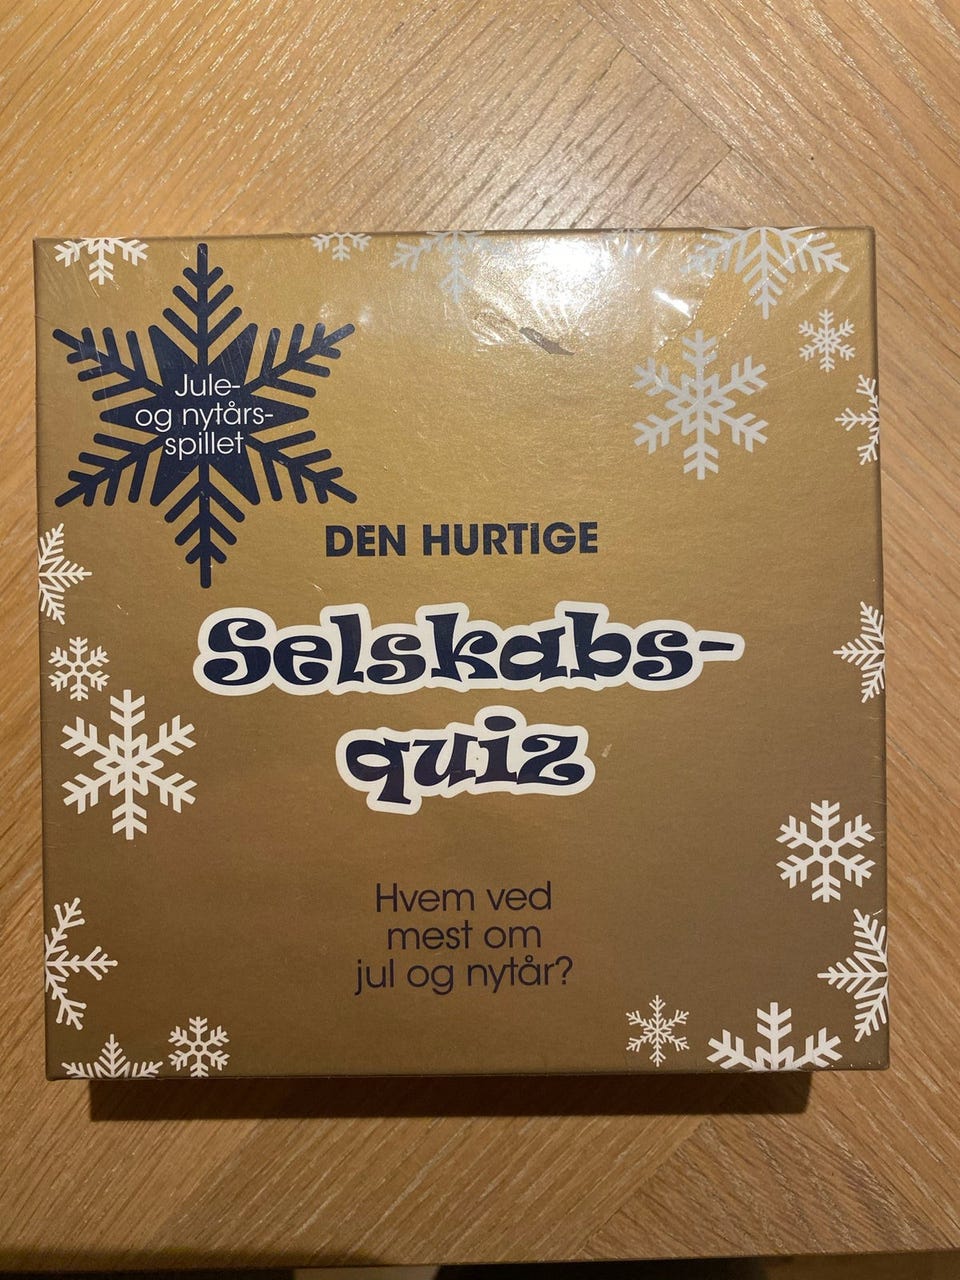 Jule-
og nytårs-
spillet
DEN HURTIGE
Selskabs-
quiz
Hvem ved
mest om
jul og nytår?